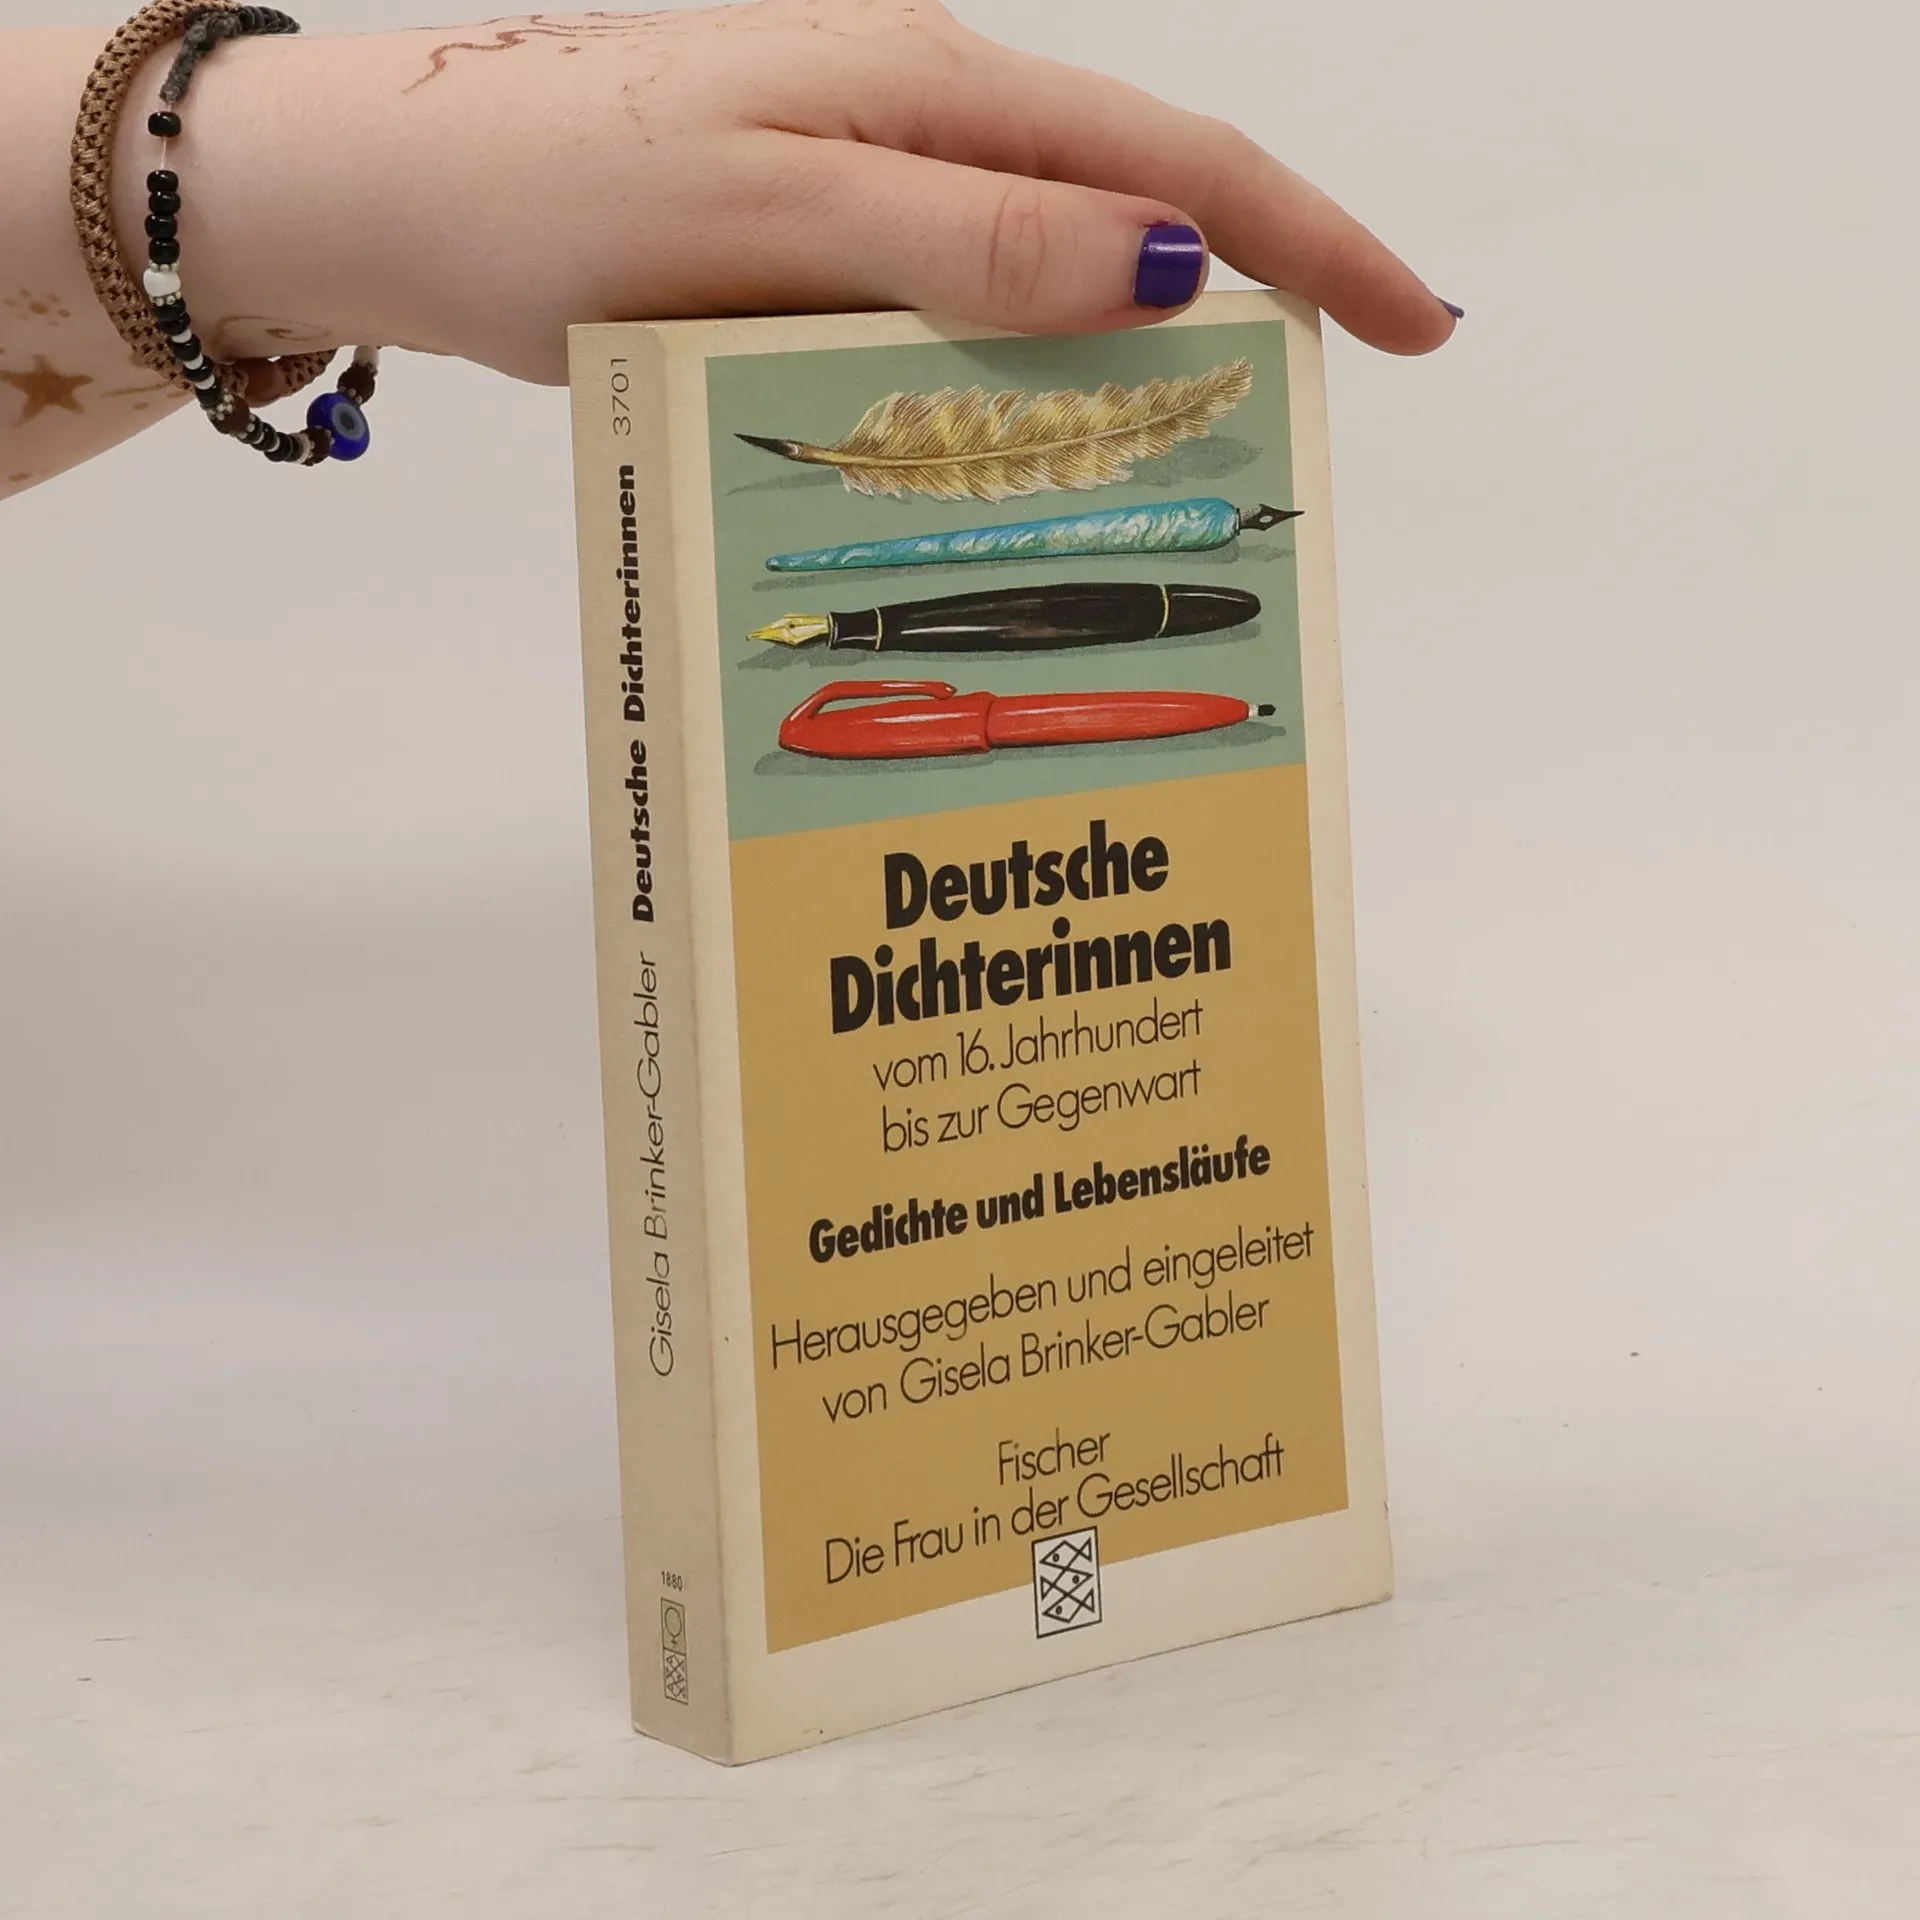 Gisela Brinker-Gabler Deutsche Dichterinnen 3701
1880
Deutsche
Dichterinnen
vom 16. Jahrhundert
bis zur Gegenwart
Gedichte und Lebensläufe
Herausgegeben und eingeleitet
von Gisela Brinker-Gabler
Fischer
Die Frau in der Gesellschaft